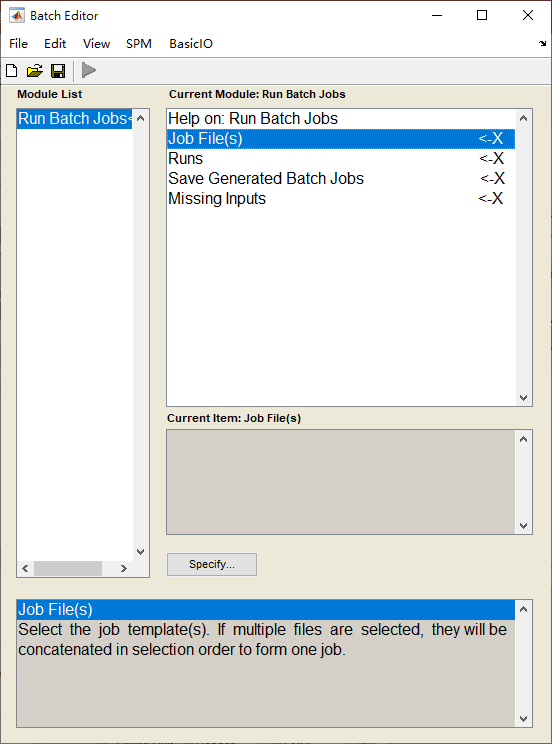 Batch Editor
File Edit View SPM BasicIO
Module List
Run Batch Jobs<
Current Module: Run Batch Jobs
Help on: Run Batch Jobs
Job File(s) <-X
Runs <-X
Save Generated Batch Jobs <-X
Missing Inputs <-X
Current Item: Job File(s)
Specify...
Job File(s)
Select the job template(s). If multiple files are selected, they will be
concatenated in selection order to form one job.